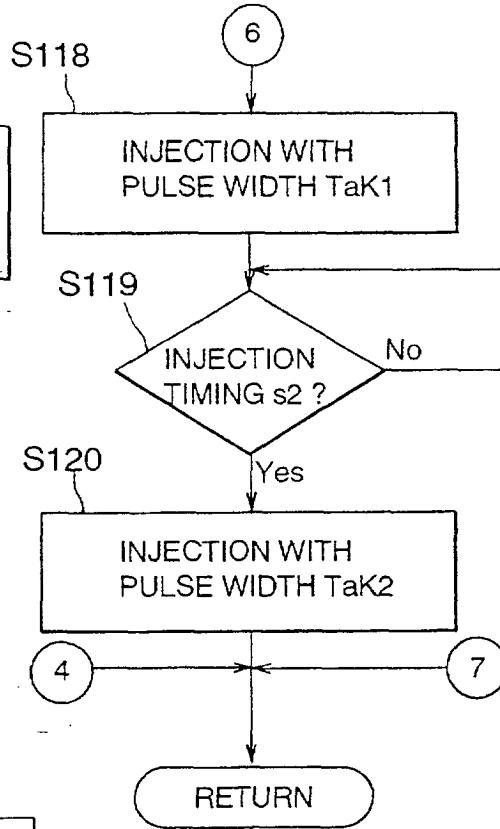 6
S118
INJECTION WITH
PULSE WIDTH TaK1
S119
INJECTION
TIMING s2 ?
No
Yes
S120
INJECTION WITH
PULSE WIDTH TaK2
4
7
RETURN